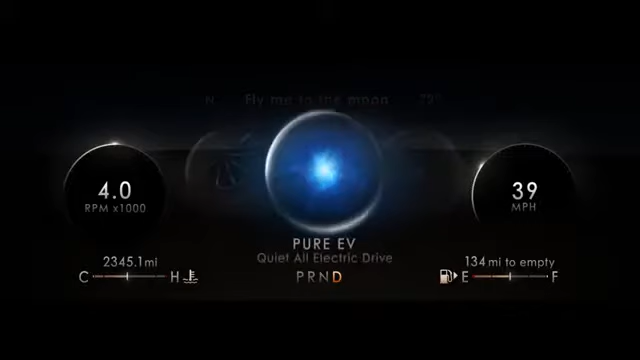 N Fly me to the moon 72°
4.0
RPM x1000
39
MPH
PURE EV
Quiet All Electric Drive
2345.1mi
134 mi to empty
C H
PRND
E F